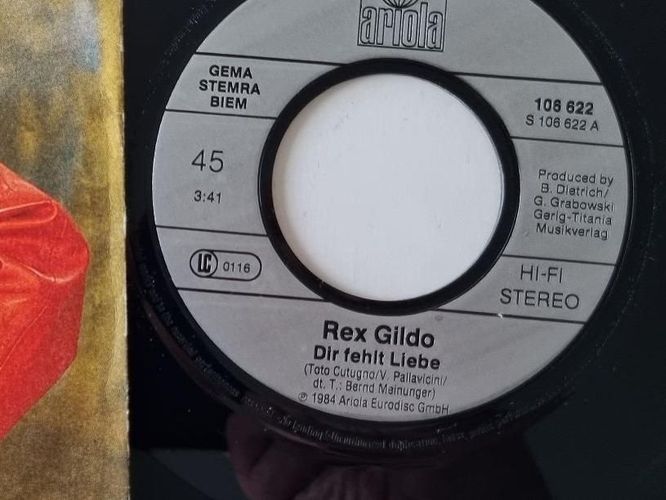 ariola
GEMA
STEMRA
BIEM
106 622
S 106 622 A
45
3:41
Produced by
B. Dietrich/
G. Grabowski
Gerig-Titania
Musikverlag
LC 0116
HI-FI
STEREO
Rex Gildo
Dir fehlt Liebe
(Toto Cutugno/V. Pallavicini/
dt. T.: Bernd Meinunger)
℗ 1984 Ariola Eurodisc GmbH